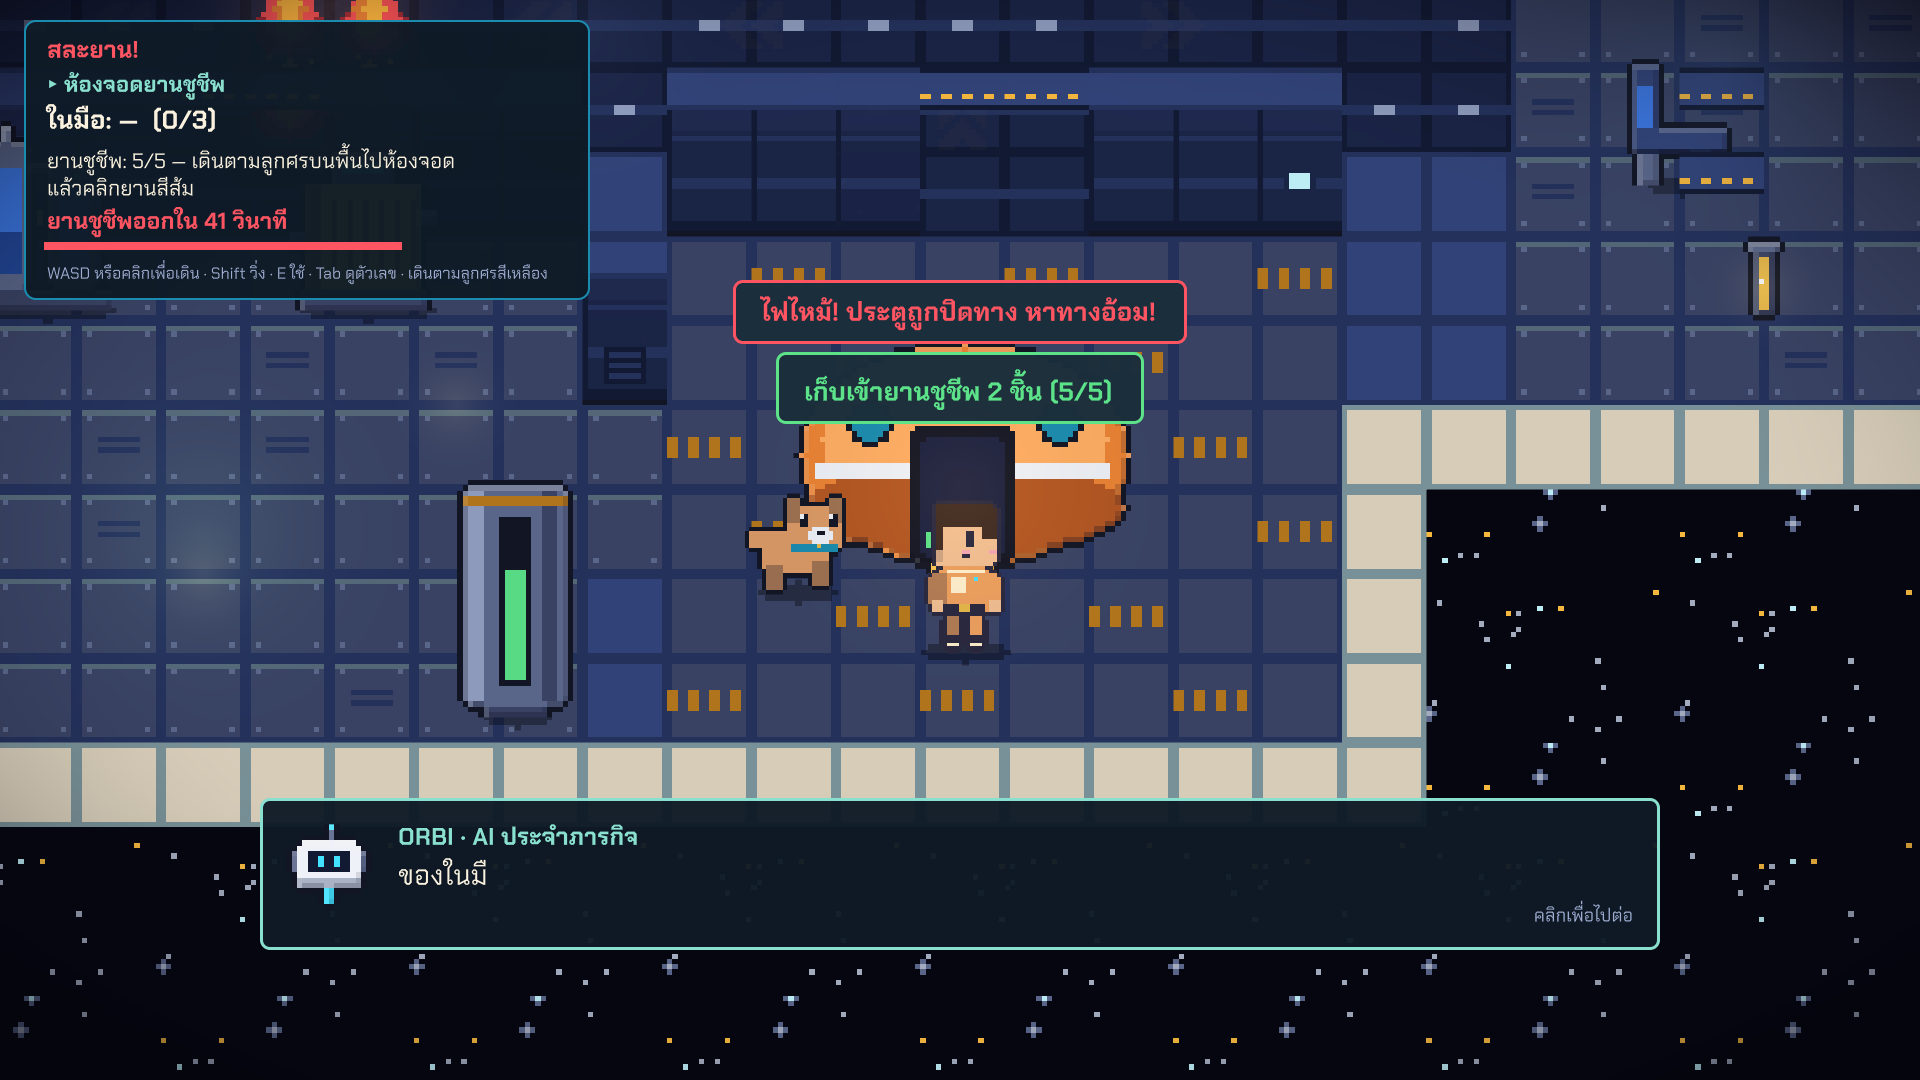 สละยาน!
▸ ห้องจอดยานชูชีพ
ในมือ: — (0/3)
ยานชูชีพ: 5/5 — เดินตามลูกศรบนพื้นไปห้องจอด
แล้วคลิกยานสีส้ม
ยานชูชีพออกใน 41 วินาที
WASD หรือคลิกเพื่อเดิน · Shift วิ่ง · E ใช้ · Tab ดูตัวเลข · เดินตามลูกศรสีเหลือง
ไฟไหม้! ประตูถูกปิดทาง หาทางอ้อม!
เก็บเข้ายานชูชีพ 2 ชิ้น (5/5)
ORBI · AI ประจำภารกิจ
ของในมื
คลิกเพื่อไปต่อ